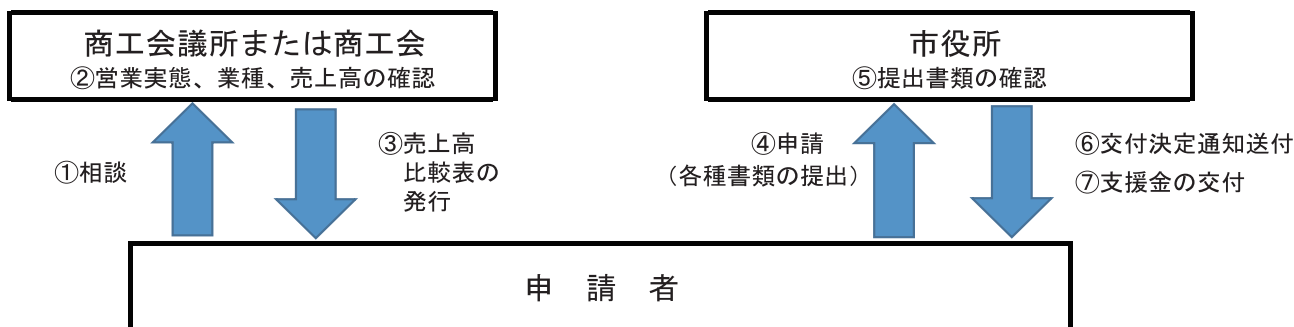 商工会議所または商工会
②営業実態、業種、売上高の確認
市役所
⑤提出書類の確認
①相談
③売上高
比較表の
発行
④申請
（各種書類の提出）
⑥交付決定通知送付
⑦支援金の交付
申　請　者